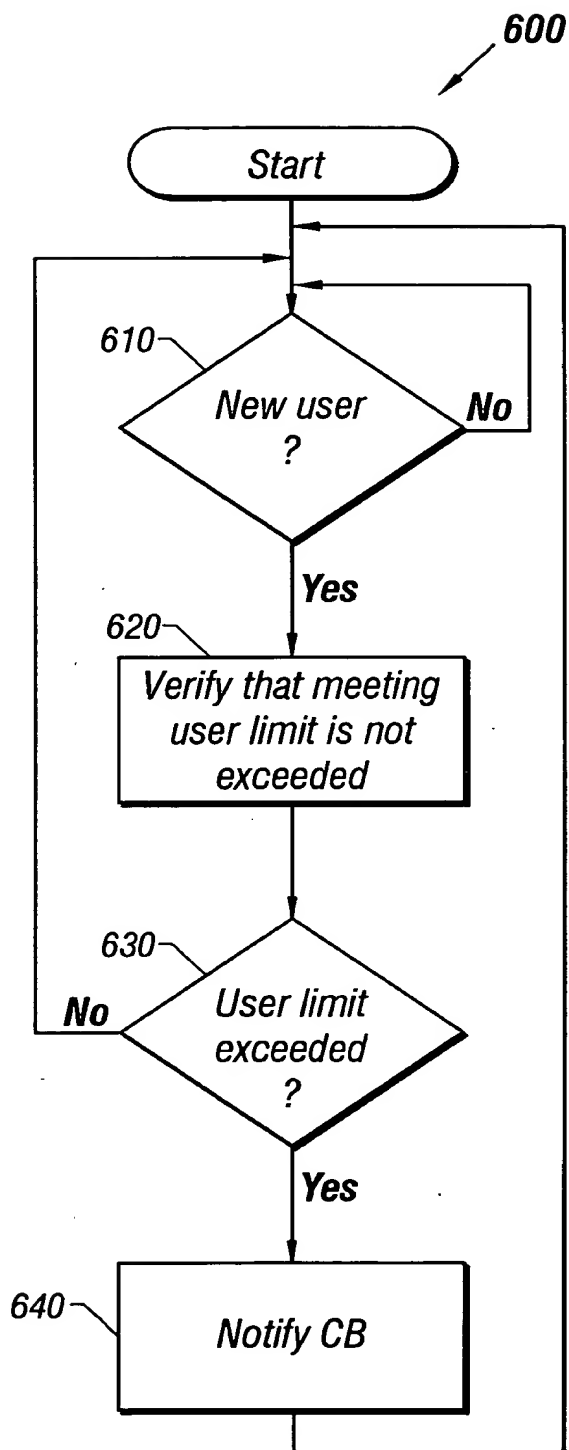 600
Start
610
New user
?
No
Yes
620
Verify that meeting
user limit is not
exceeded
630
No
User limit
exceeded
?
Yes
640
Notify CB